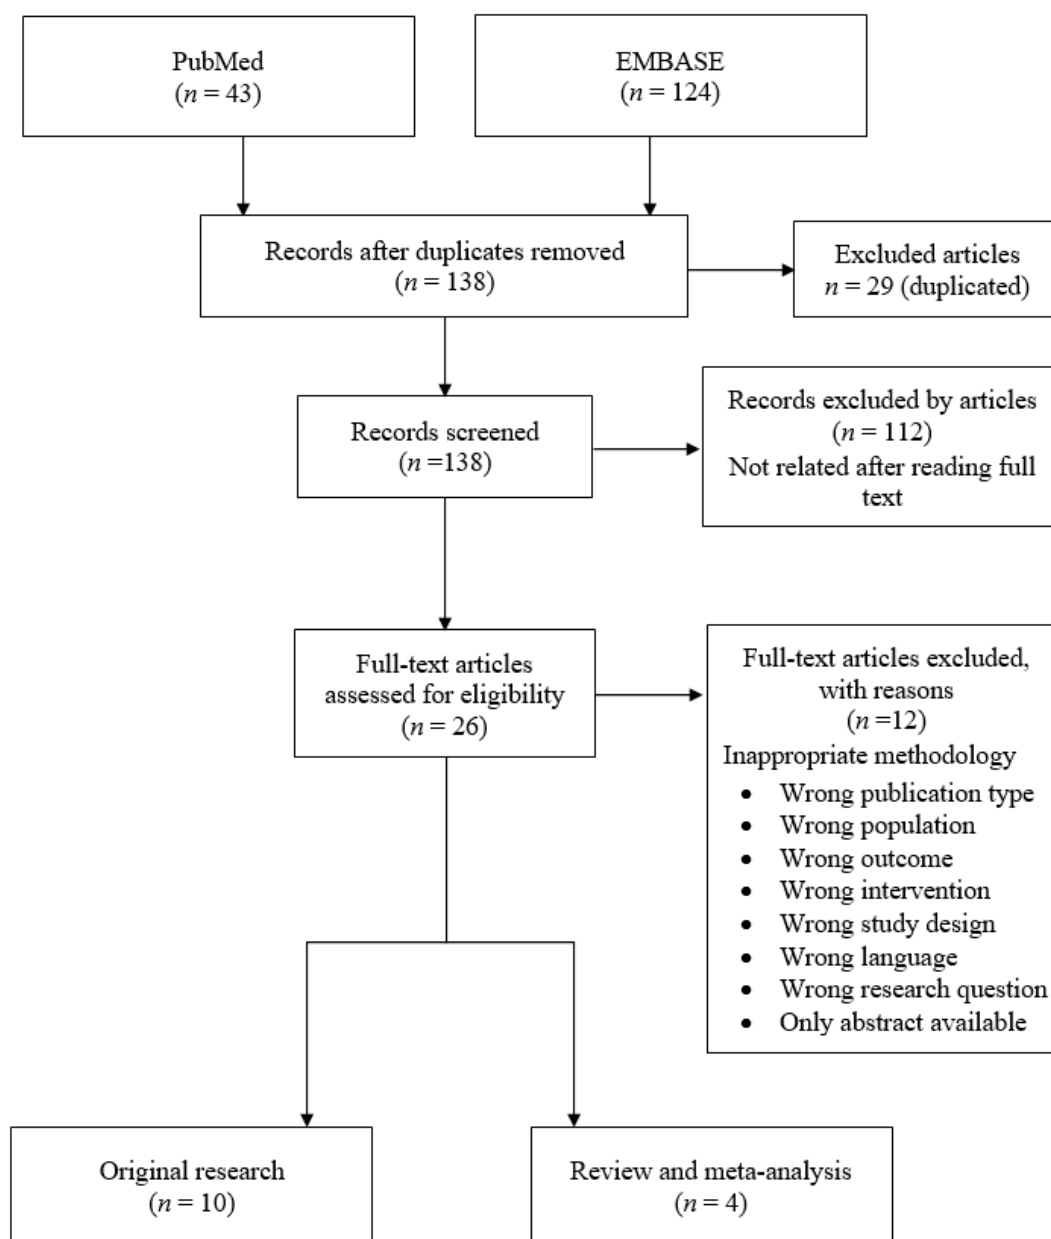 PubMed
(n = 43)
EMBASE
(n = 124)
Records after duplicates removed
(n = 138)
Excluded articles
n = 29 (duplicated)
Records screened
(n =138)
Records excluded by articles
(n = 112)
Not related after reading full
text
Full-text articles
assessed for eligibility
(n = 26)
Full-text articles excluded,
with reasons
(n =12)
Inappropriate methodology
• Wrong publication type
• Wrong population
• Wrong outcome
• Wrong intervention
• Wrong study design
• Wrong language
• Wrong research question
• Only abstract available
Original research
(n = 10)
Review and meta-analysis
(n = 4)